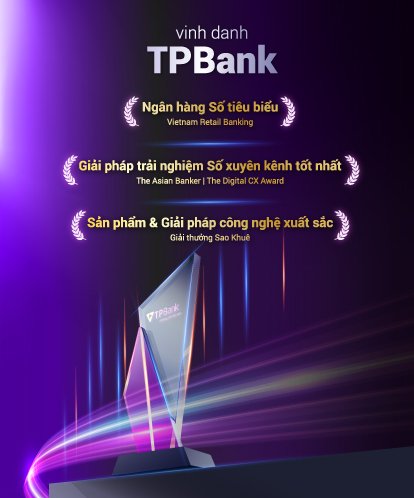 vinh danh
TPBank
Ngân hàng Số tiêu biểu
Vietnam Retail Banking
Giải pháp trải nghiệm Số xuyên kênh tốt nhất
The Asian Banker | The Digital CX Award
Sản phẩm & Giải pháp công nghệ xuất sắc
Giải thưởng Sao Khuê
TPBank